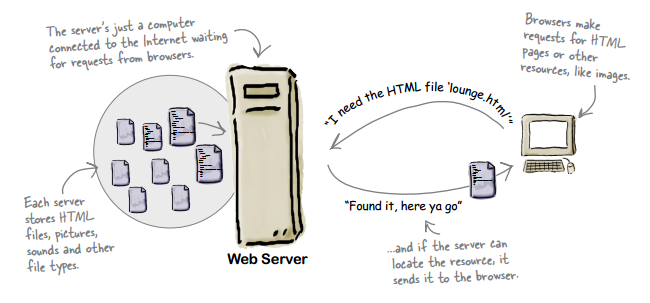 The server's just a computer
connected to the Internet waiting
for requests from browsers.
Browsers make
requests for HTML
pages or other
resources, like images.
"I need the HTML file 'lounge.html'"
Each server
stores HTML
files, pictures,
sounds and other
file types.
"Found it, here ya go"
...and if the server can
locate the resource, it
sends it to the browser.
Web Server